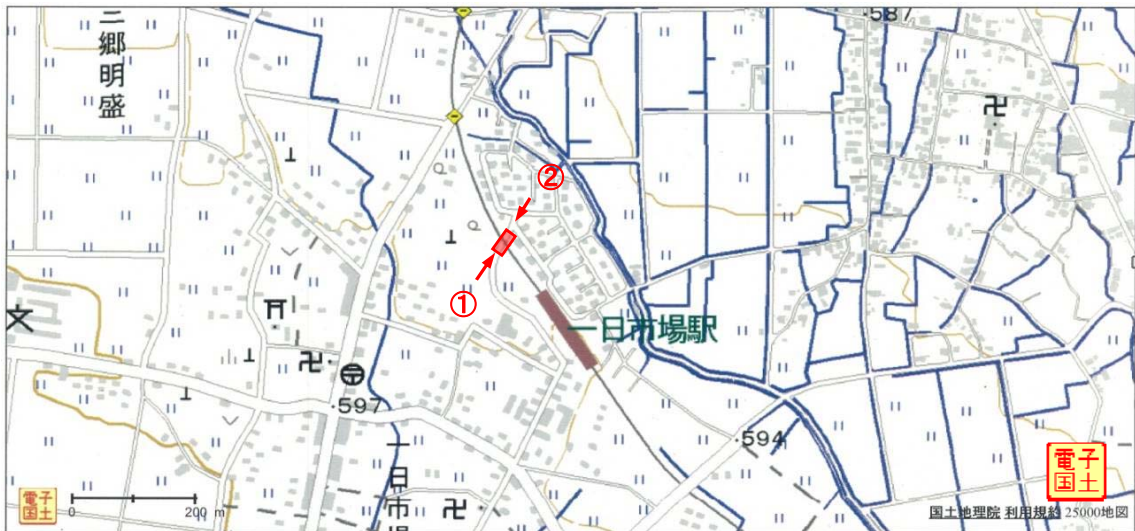 三郷明盛
587
②
①
一日市場駅
597
594
一日市場
電子
国土
0 200 m
電子
国土
国土地理院 利用規約 25000地図